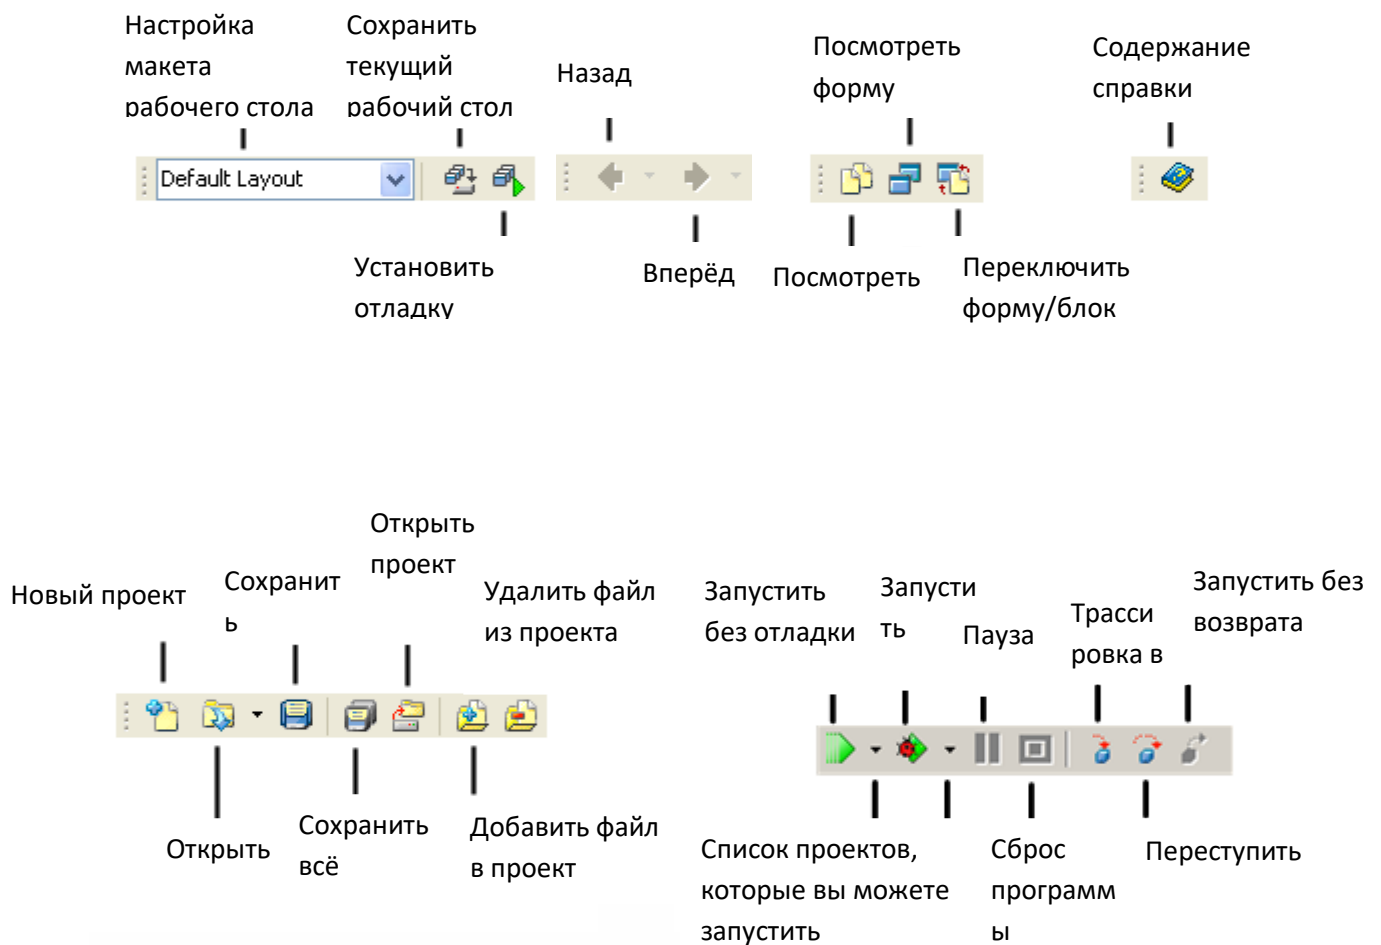 Настройка
макета
рабочего стола
Сохранить
текущий
рабочий стол
Назад
Посмотреть
форму
Содержание
справки
Default Layout
Установить
отладку
Вперёд
Посмотреть
Переключить
форму/блок
Новый проект
Сохранит
ь
Открыть
проект
Удалить файл
из проекта
Запустить
без отладки
Запусти
ть
Пауза
Трасси
ровка в
Запустить без
возврата
Открыть
Сохранить
всё
Добавить файл
в проект
Список проектов,
которые вы можете
запустить
Сброс
программ
ы
Переступить